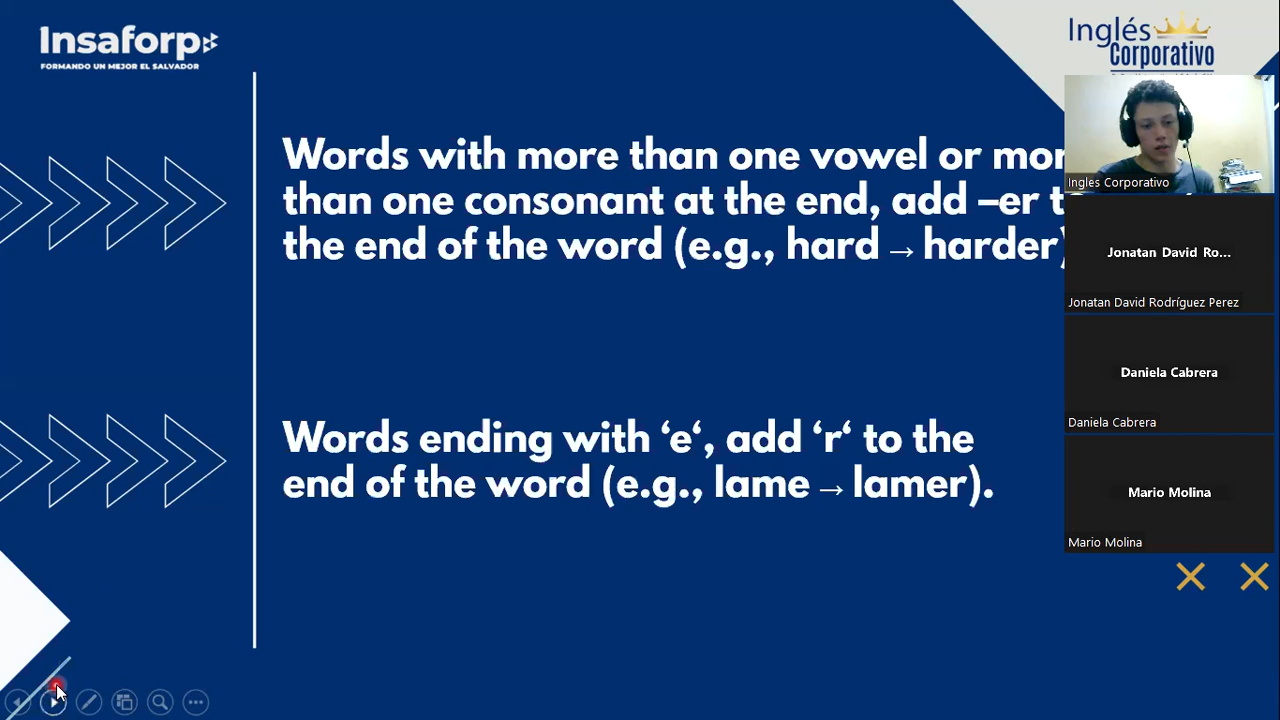 Insaforp
FORMANDO UN MEJOR EL SALVADOR
Inglés
Corporativo
Words with more than one vowel or
than one consonant at the end, add –er
the end of the word (e.g., hard → harder)
Words ending with ‘e‘, add ‘r‘ to the
end of the word (e.g., lame → lamer).
Ingles Corporativo
Jonatan David Ro...
Jonatan David Rodríguez Perez
Daniela Cabrera
Daniela Cabrera
Mario Molina
Mario Molina